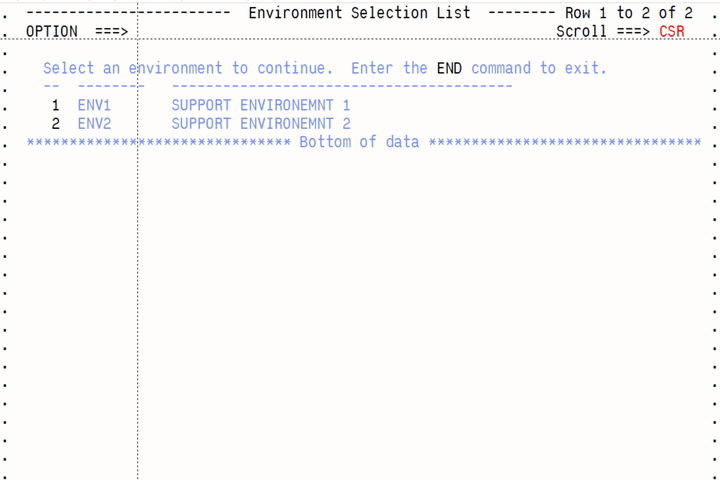 ------------------------ Environment Selection List -------- Row 1 to 2 of 2
OPTION ===> Scroll ===> CSR
Select an environment to continue. Enter the END command to exit.
-- -------- ----------------------------------------
1 ENV1 SUPPORT ENVIRONEMNT 1
2 ENV2 SUPPORT ENVIRONEMNT 2
******************************* Bottom of data ********************************